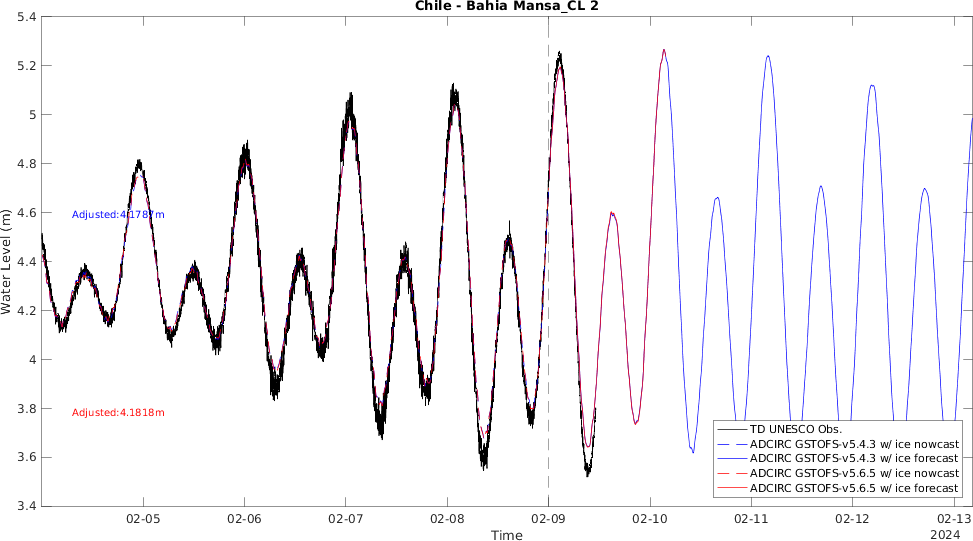 Chile - Bahia Mansa_CL 2
5.4
5.2
5
4.8
4.6
4.4
4.2
4
3.8
3.6
3.4
Water Level (m)
Adjusted:4.1787m
Adjusted:4.1818m
TD UNESCO Obs.
ADCIRC GSTOFS-v5.4.3 w/ ice nowcast
ADCIRC GSTOFS-v5.4.3 w/ ice forecast
ADCIRC GSTOFS-v5.6.5 w/ ice nowcast
ADCIRC GSTOFS-v5.6.5 w/ ice forecast
02-05 02-06 02-07 02-08 02-09 02-10 02-11 02-12 02-13
Time
2024